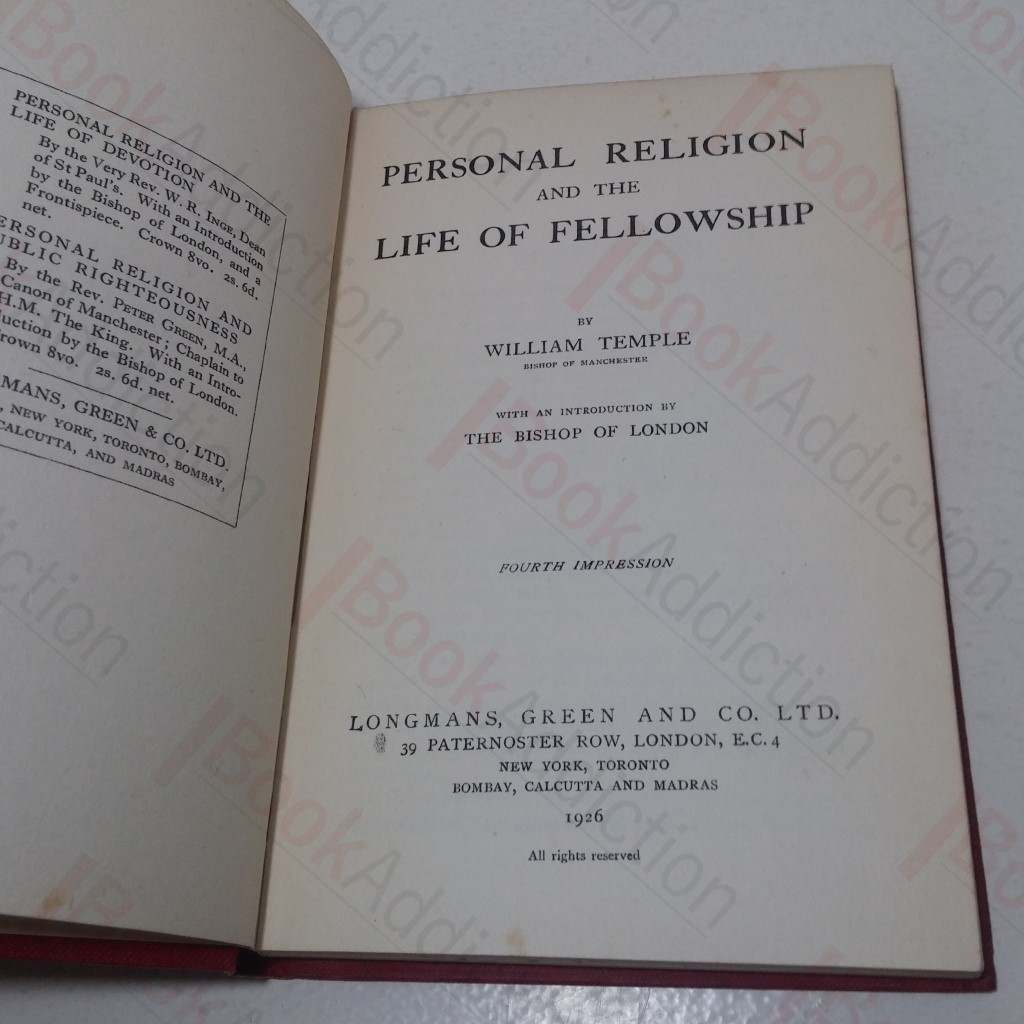 PERSONAL RELIGION AND THE
LIFE OF DEVOTION
By the Very Rev. W. R. INGE, Dean
of St Paul's. With an Introduction
by the Bishop of London, and a
Frontispiece. Crown 8vo. 2s. 6d.
net.
ERSONAL RELIGION AND
UBLIC RIGHTEOUSNESS
By the Rev. PETER GREEN, M.A.,
Canon of Manchester; Chaplain to
H.M. The King. With an Intro-
duction by the Bishop of London.
rown 8vo. 2s. 6d. net.
MANS, GREEN & CO. LTD.
, NEW YORK, TORONTO, BOMBAY,
CALCUTTA, AND MADRAS
PERSONAL RELIGION
AND THE
LIFE OF FELLOWSHIP
BY
WILLIAM TEMPLE
BISHOP OF MANCHESTER
WITH AN INTRODUCTION BY
THE BISHOP OF LONDON
FOURTH IMPRESSION
LONGMANS, GREEN AND CO. LTD.
39 PATERNOSTER ROW, LONDON, E.C. 4
NEW YORK, TORONTO
BOMBAY, CALCUTTA AND MADRAS
1926
All rights reserved
BookAddiction